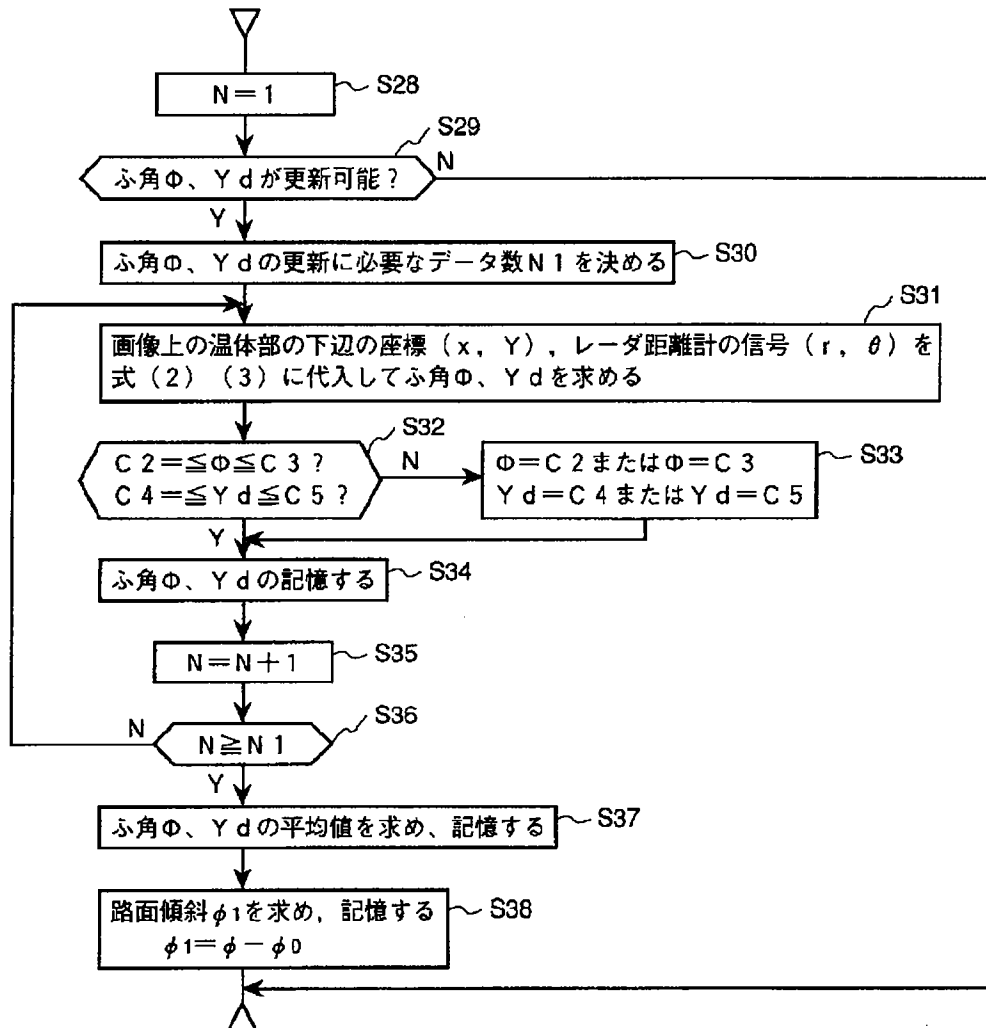 N=1
S28
S29
ふ角Φ、Ydが更新可能?
N
Y
ふ角Φ、Ydの更新に必要なデータ数N1を決める
S30
S31
画像上の温体部の下辺の座標(x,Y),レーダ距離計の信号(r,θ)を
式(2)(3)に代入してふ角Φ、Ydを求める
S32
C2=≦Φ≦C3?
C4=≦Yd≦C5?
N
Φ=C2またはΦ=C3
Yd=C4またはYd=C5
S33
Y
ふ角Φ、Ydの記憶する
S34
N=N+1
S35
S36
N
N≧N1
Y
ふ角Φ、Ydの平均値を求め、記憶する
S37
路面傾斜φ1を求め,記憶する
φ1=φ-φ0
S38